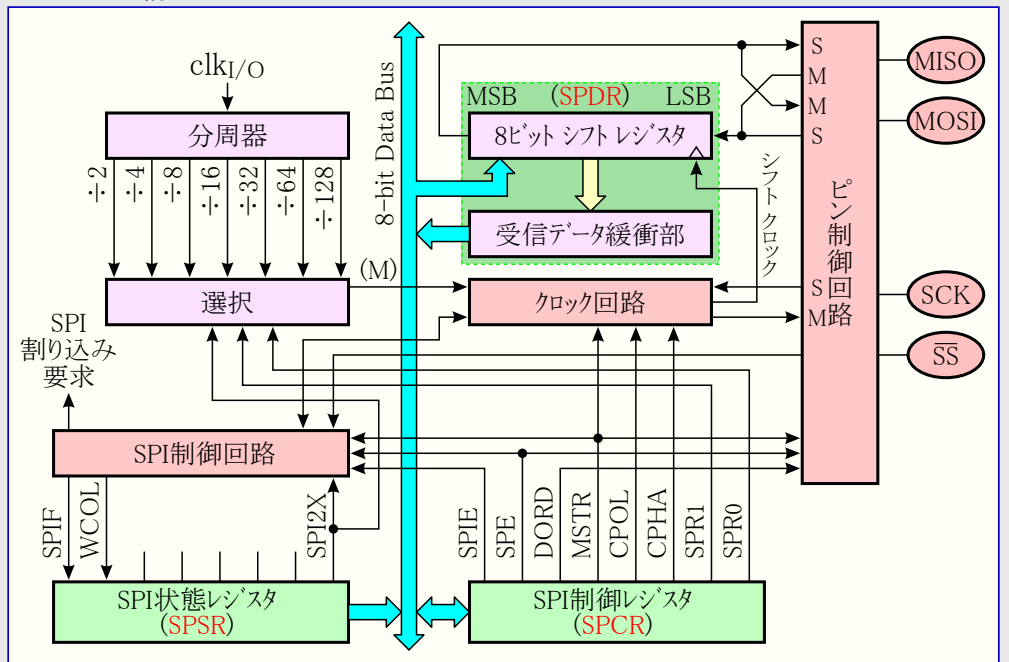 clkI/O
分周器
÷2
÷4
÷8
÷16
÷32
÷64
÷128
選択
(M)
8-bit Data Bus
MSB (SPDR) LSB
8ビット シフト レジスタ
受信データ緩衝部
シフト クロック
クロック回路
S
M
M
S
S
M
ピン制御回路
MISO
MOSI
SCK
SS
SPI
割り込み
要求
SPI制御回路
SPIF
WCOL
SPI2X
SPIE
SPE
DORD
MSTR
CPOL
CPHA
SPR1
SPR0
SPI状態レジスタ
(SPSR)
SPI制御レジスタ
(SPCR)